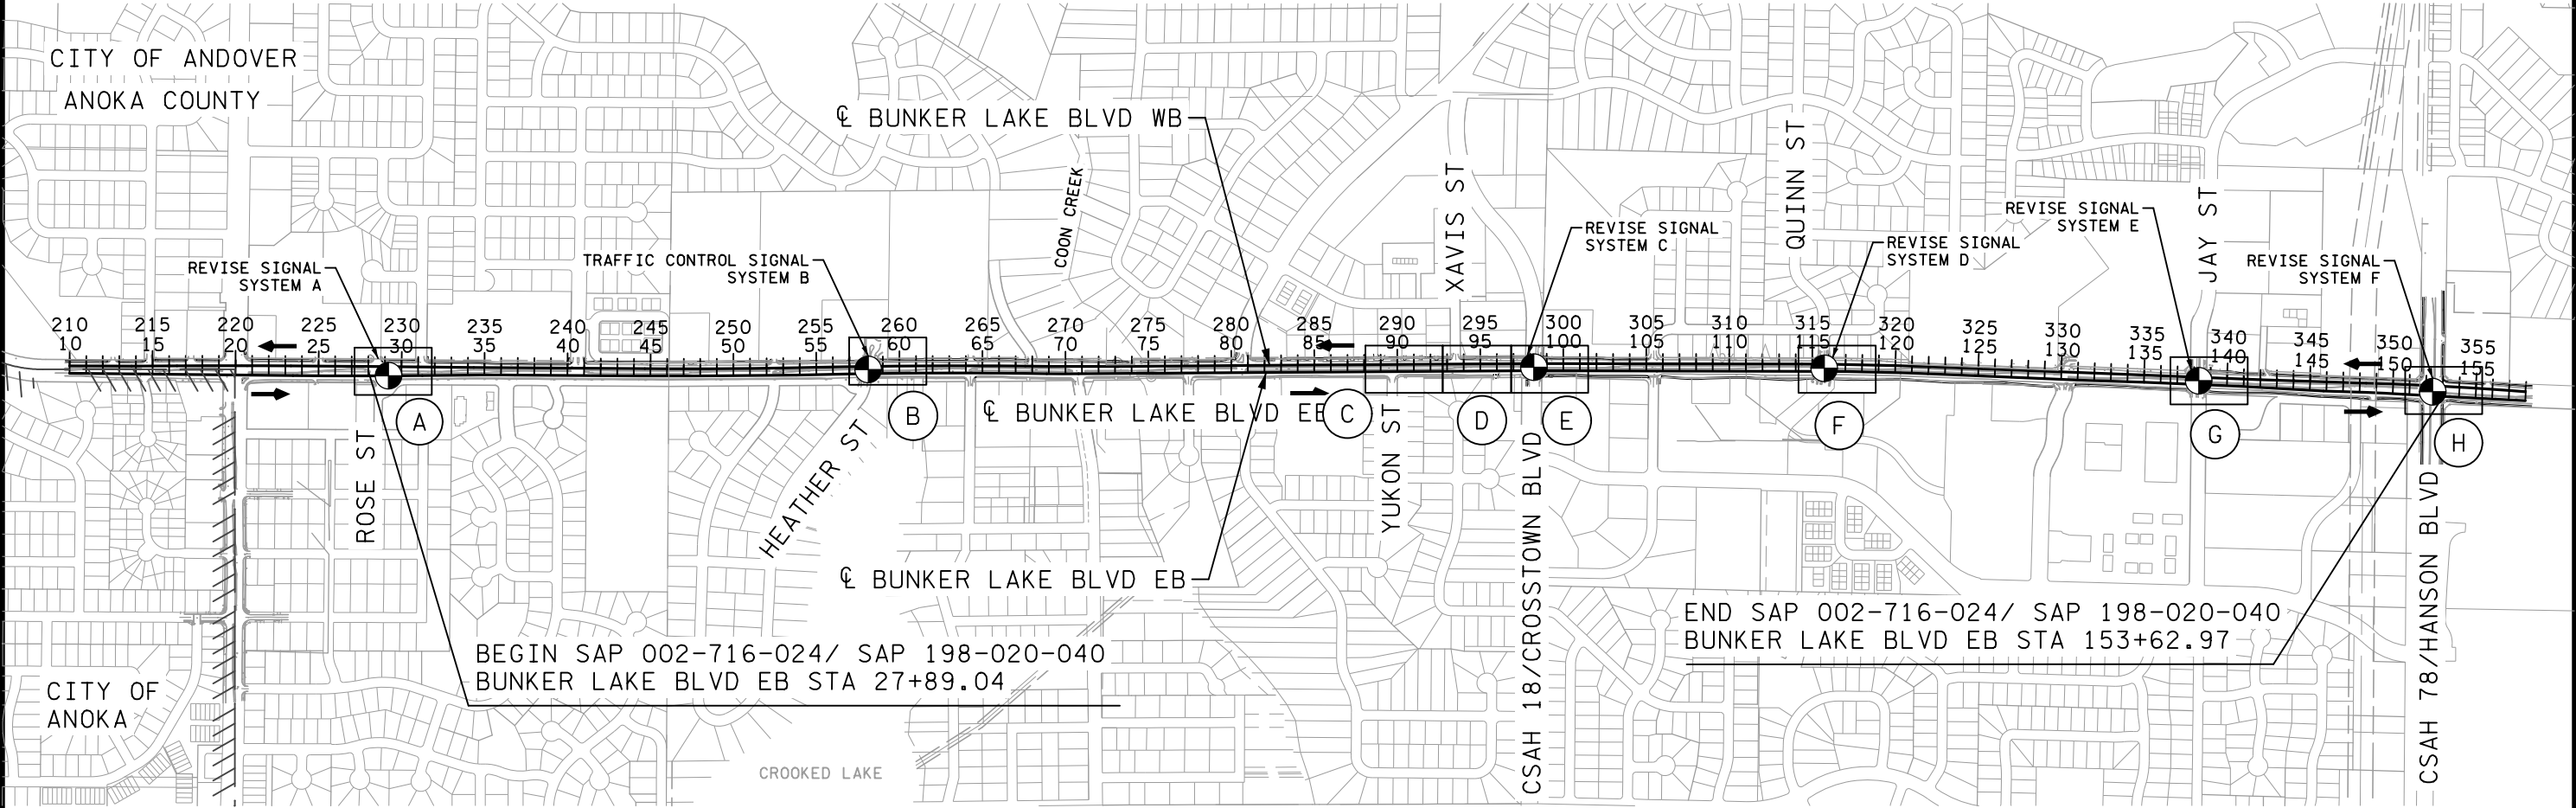 CITY OF ANDOVER
ANOKA COUNTY
℄ BUNKER LAKE BLVD WB
COON CREEK
XAVIS ST
QUINN ST
JAY ST
REVISE SIGNAL
SYSTEM A
TRAFFIC CONTROL SIGNAL
SYSTEM B
REVISE SIGNAL
SYSTEM C
REVISE SIGNAL
SYSTEM D
REVISE SIGNAL
SYSTEM E
REVISE SIGNAL
SYSTEM F
210 215 220 225 230 235 240 245 250 255 260 265 270 275 280 285 290 295 300 305 310 315 320 325 330 335 340 345 350 355
10 15 20 25 30 35 40 45 50 55 60 65 70 75 80 85 90 95 100 105 110 115 120 125 130 135 140 145 150 155
A
B
C
D
E
F
G
H
℄ BUNKER LAKE BLVD EB
ROSE ST
HEATHER ST
YUKON ST
CSAH 18/CROSSTOWN BLVD
CSAH 78/HANSON BLVD
℄ BUNKER LAKE BLVD EB
BEGIN SAP 002-716-024/ SAP 198-020-040
BUNKER LAKE BLVD EB STA 27+89.04
END SAP 002-716-024/ SAP 198-020-040
BUNKER LAKE BLVD EB STA 153+62.97
CITY OF
ANOKA
CROOKED LAKE